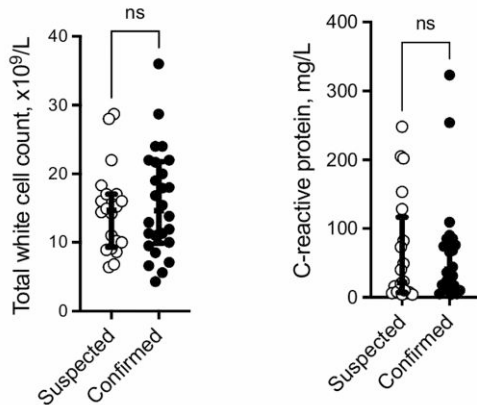 ns
Total white cell count, x10⁹/L
40
30
20
10
0
Suspected
Confirmed
ns
C-reactive protein, mg/L
400
300
200
100
0
Suspected
Confirmed